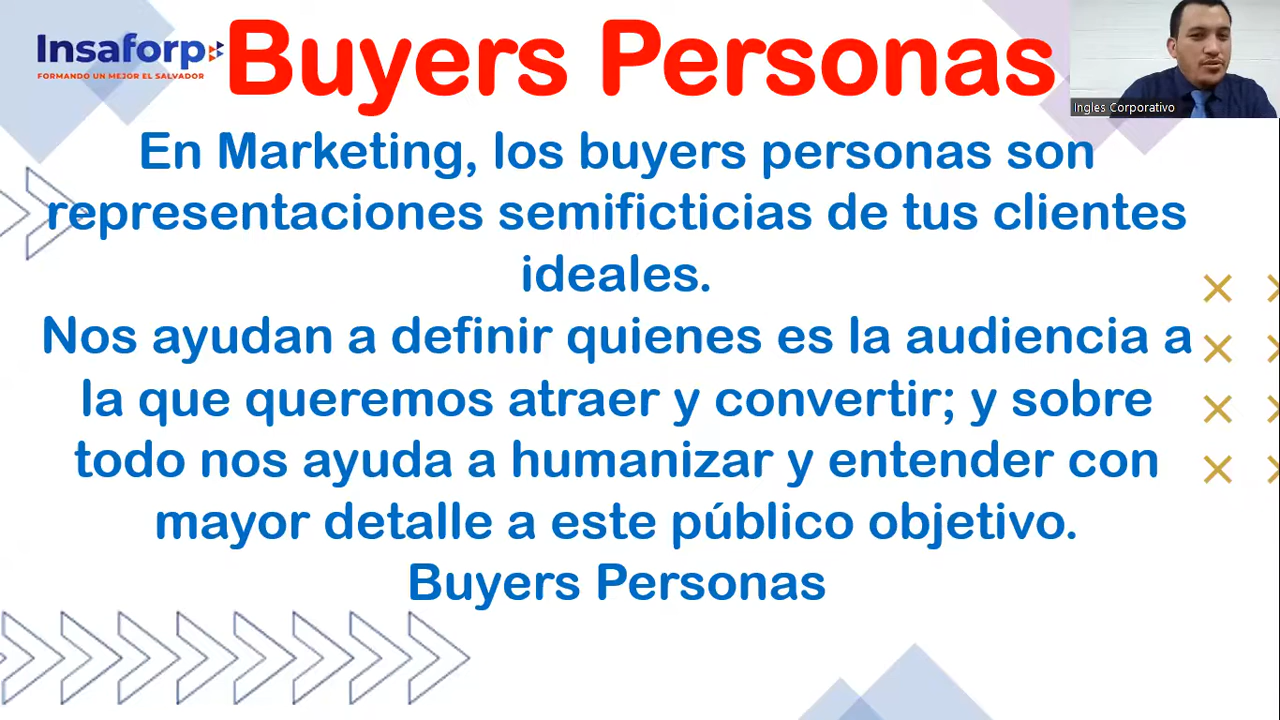 Insaforp
FORMANDO UN MEJOR EL SALVADOR
Buyers Personas
Ingles Corporativo
En Marketing, los buyers personas son
representaciones semificticias de tus clientes
ideales.
Nos ayudan a definir quienes es la audiencia a
la que queremos atraer y convertir; y sobre
todo nos ayuda a humanizar y entender con
mayor detalle a este público objetivo.
Buyers Personas